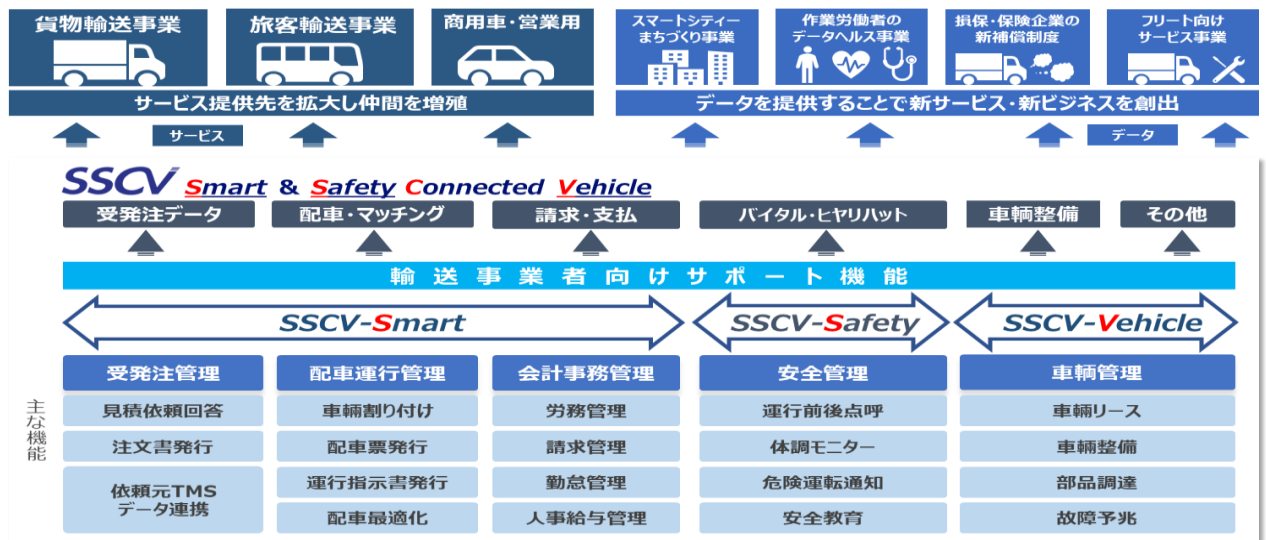 貨物輸送事業
旅客輸送事業
商用車・営業用
スマートシティー
まちづくり事業
作業労働者の
データヘルス事業
損保・保険企業の
新補償制度
フリート向け
サービス事業
サービス提供先を拡大し仲間を増殖
データを提供することで新サービス・新ビジネスを創出
サービス
データ
SSCV Smart & Safety Connected Vehicle
受発注データ
配車・マッチング
請求・支払
バイタル・ヒヤリハット
車輌整備
その他
輸送事業者向けサポート機能
SSCV-Smart
SSCV-Safety
SSCV-Vehicle
主な機能
受発注管理
配車運行管理
会計事務管理
安全管理
車輌管理
見積依頼回答
車輛割り付け
労務管理
運行前後点呼
車輛リース
注文書発行
配車票発行
請求管理
体調モニター
車輛整備
依頼元TMS
データ連携
運行指示書発行
勤怠管理
危険運転通知
部品調達
配車最適化
人事給与管理
安全教育
故障予兆